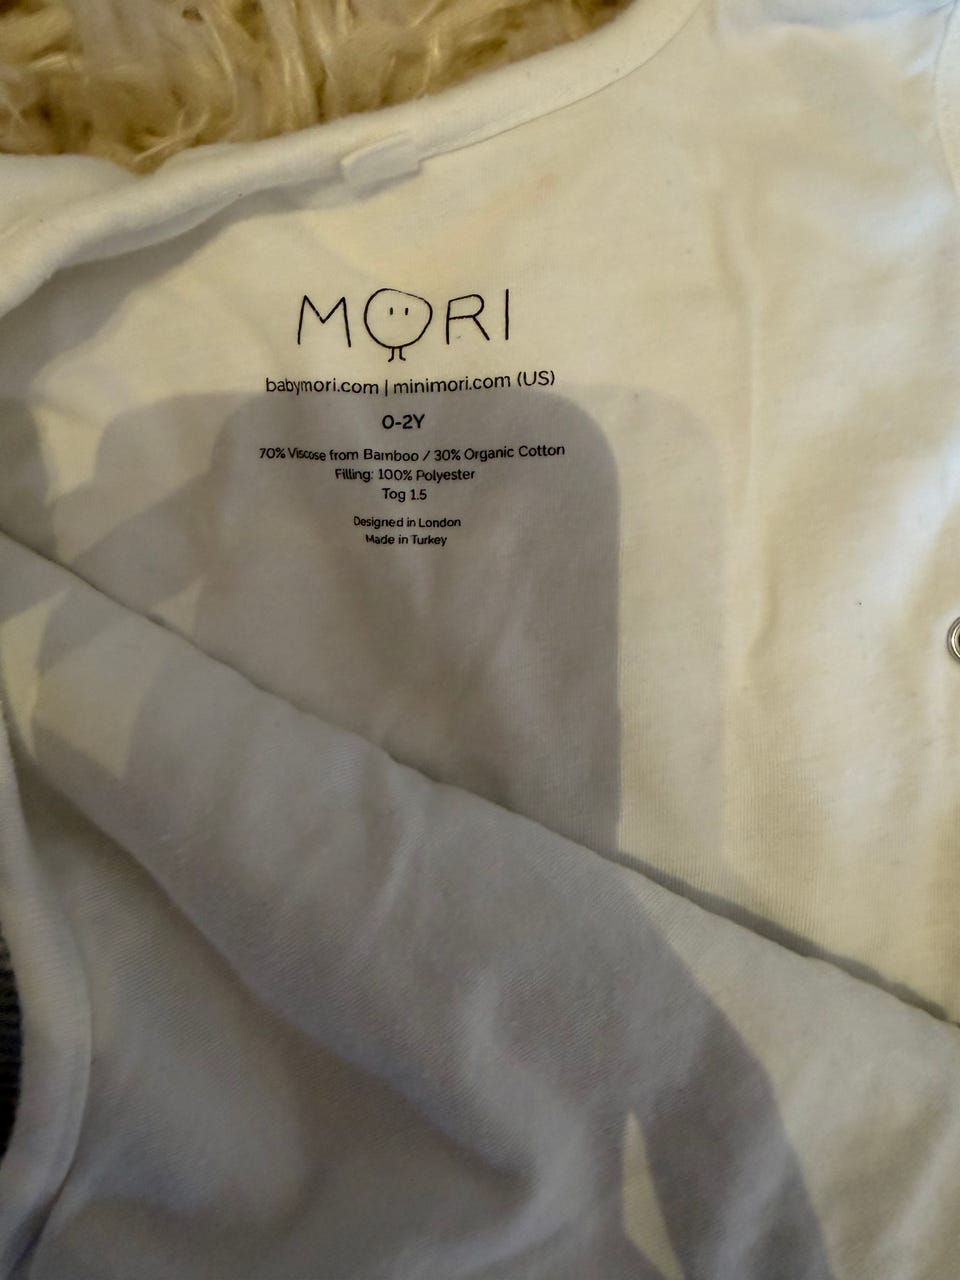 MORI
babymori.com | minimori.com (US)
0-2Y
70% Viscose from Bamboo / 30% Organic Cotton
Filling: 100% Polyester
Tog 1.5
Designed in London
Made in Turkey